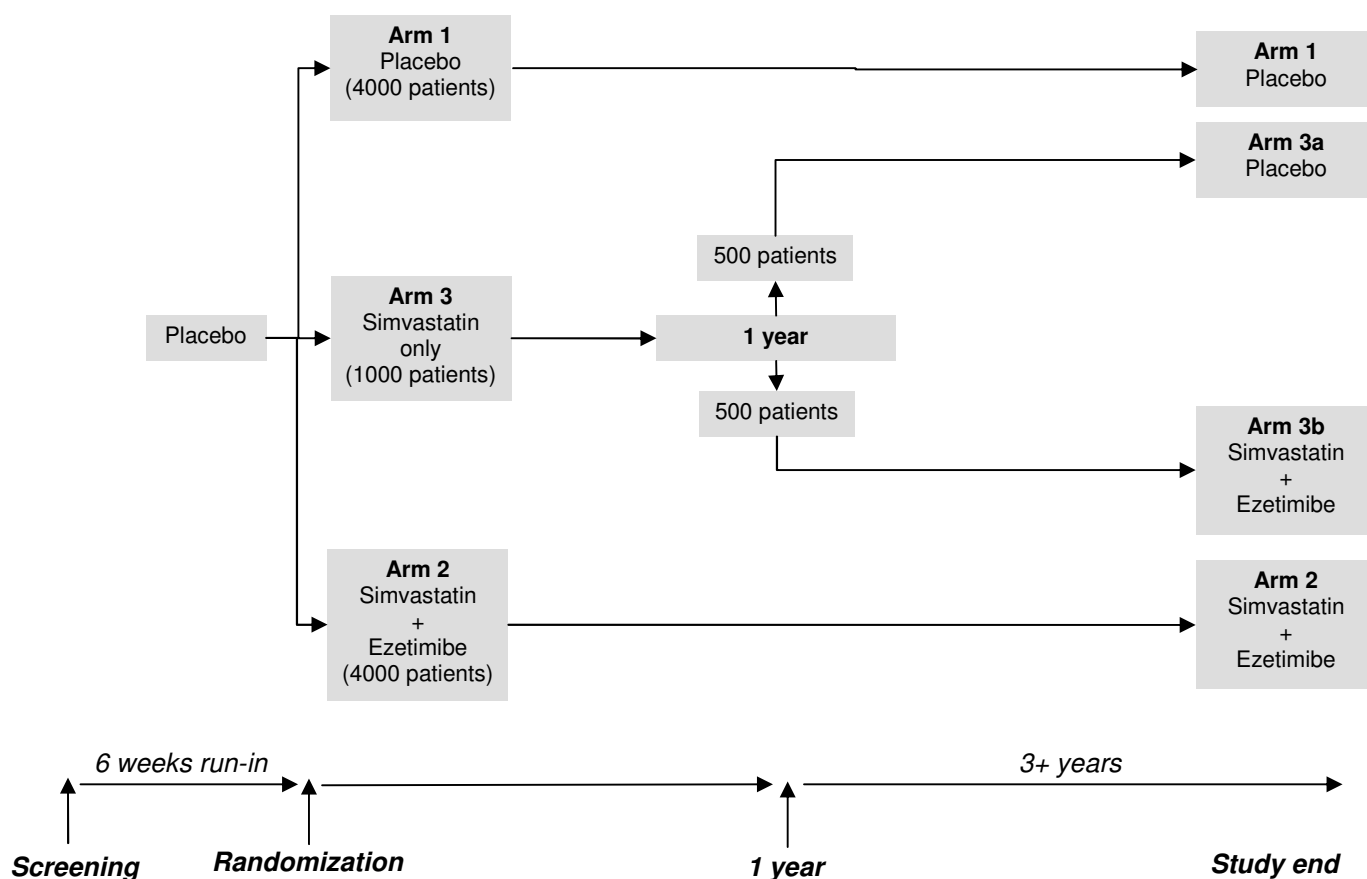 Arm 1
Placebo
(4000 patients)
Arm 1
Placebo
Arm 3a
Placebo
500 patients
Arm 3
Simvastatin
only
(1000 patients)
Placebo
1 year
500 patients
Arm 3b
Simvastatin
+
Ezetimibe
Arm 2
Simvastatin
+
Ezetimibe
(4000 patients)
Arm 2
Simvastatin
+
Ezetimibe
6 weeks run-in
3+ years
Screening
Randomization
1 year
Study end